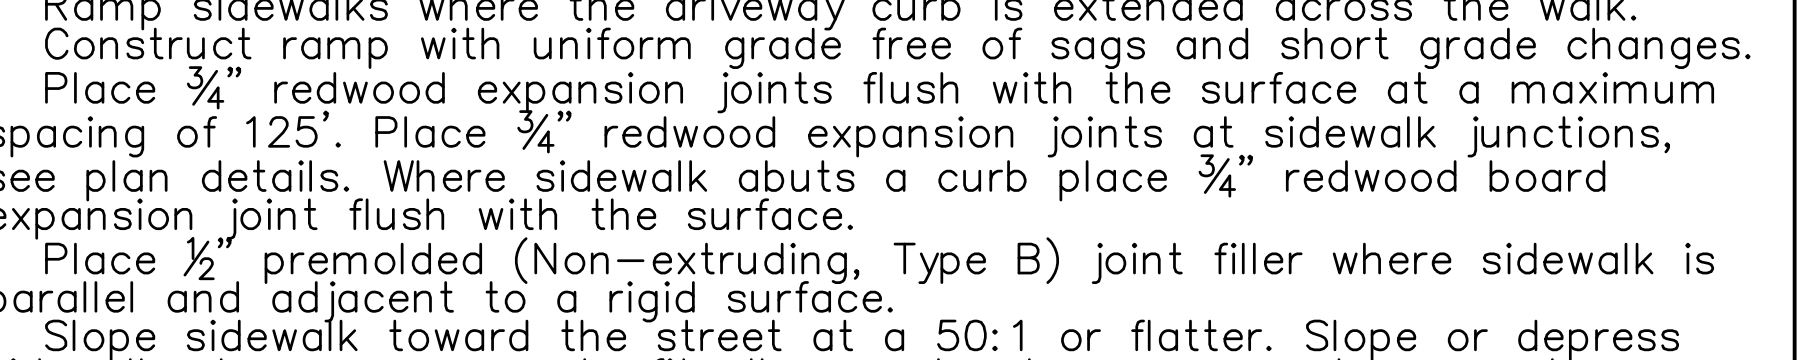 Ramp sidewalks where the driveway curb is extended across the walk.
Construct ramp with uniform grade free of sags and short grade changes.
Place ¾” redwood expansion joints flush with the surface at a maximum
spacing of 125’. Place ¾” redwood expansion joints at sidewalk junctions,
see plan details. Where sidewalk abuts a curb place ¾” redwood board
expansion joint flush with the surface.
Place ½” premolded (Non–extruding, Type B) joint filler where sidewalk is
parallel and adjacent to a rigid surface.
Slope sidewalk toward the street at a 50:1 or flatter. Slope or depress